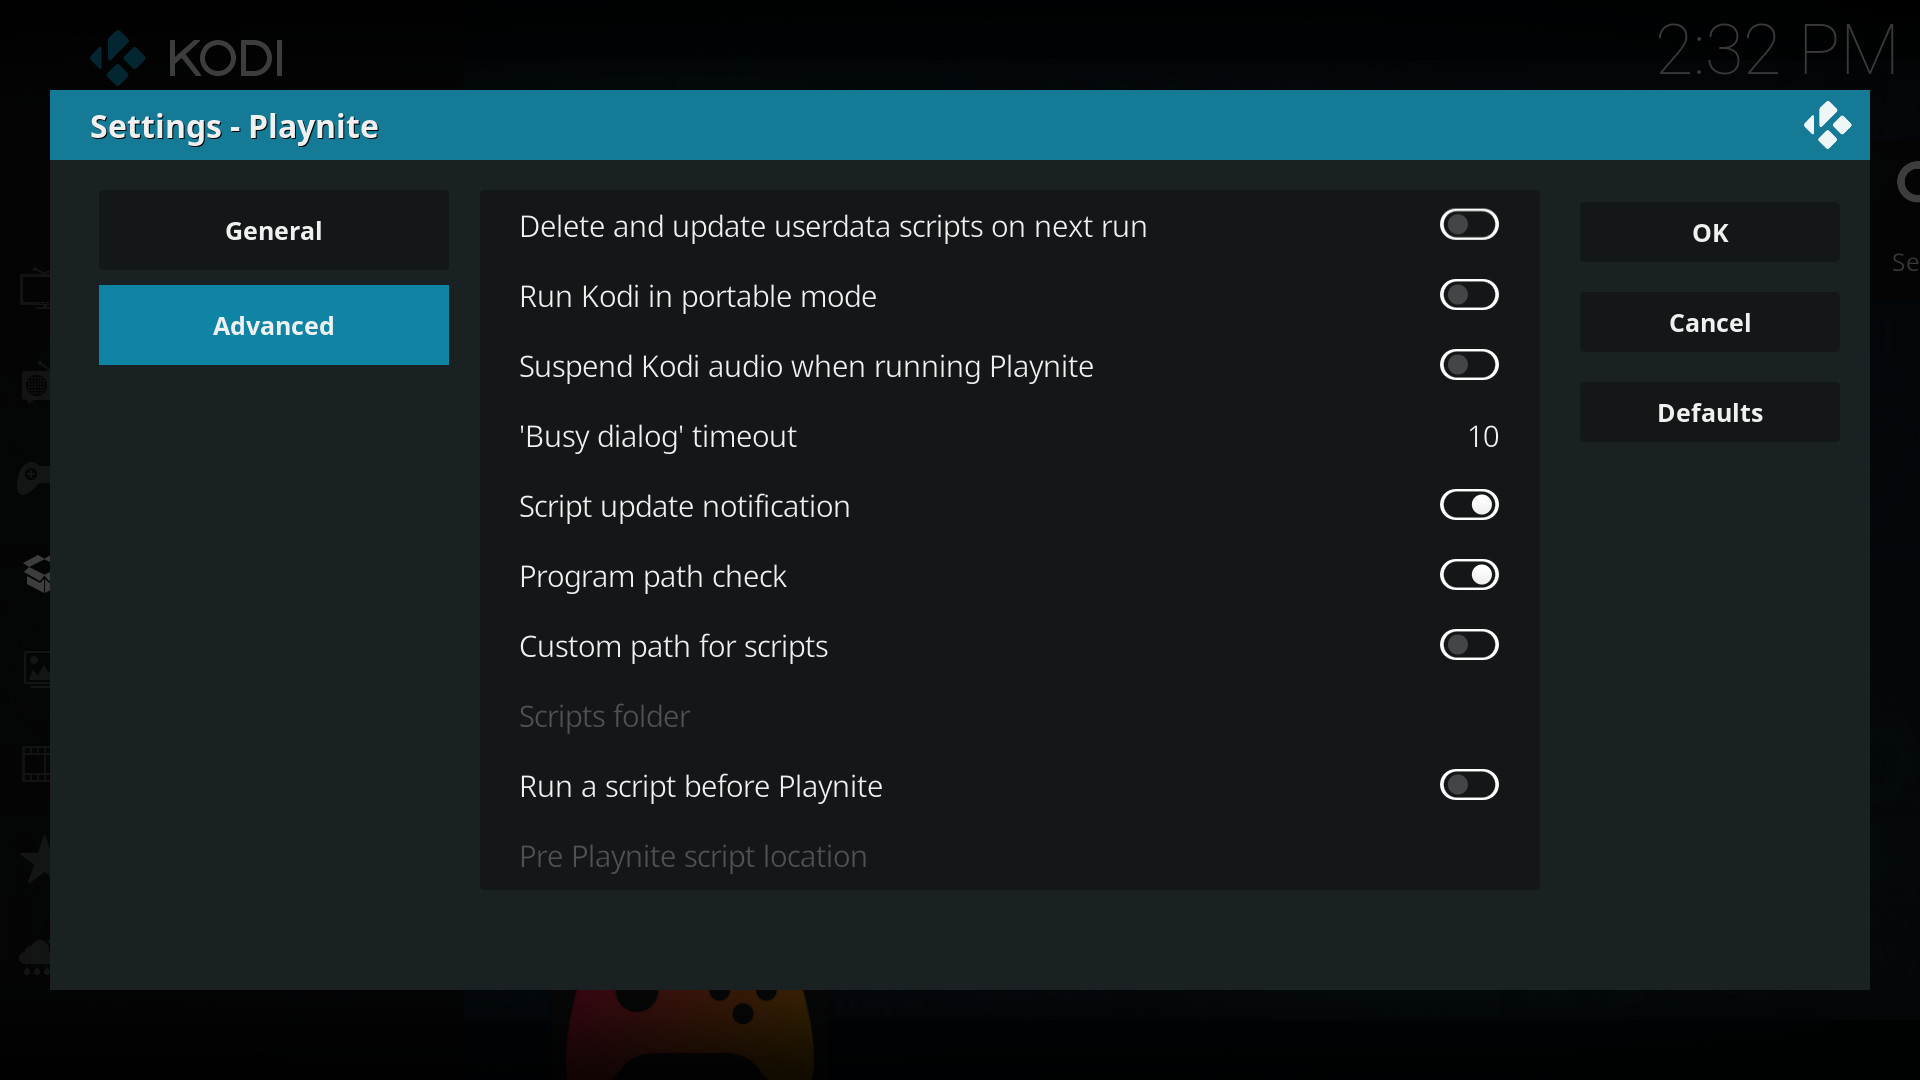 KODI
2:32 PM
Settings - Playnite
General
Advanced
Delete and update userdata scripts on next run
Run Kodi in portable mode
Suspend Kodi audio when running Playnite
'Busy dialog' timeout 10
Script update notification
Program path check
Custom path for scripts
Scripts folder
Run a script before Playnite
Pre Playnite script location
OK
Cancel
Defaults